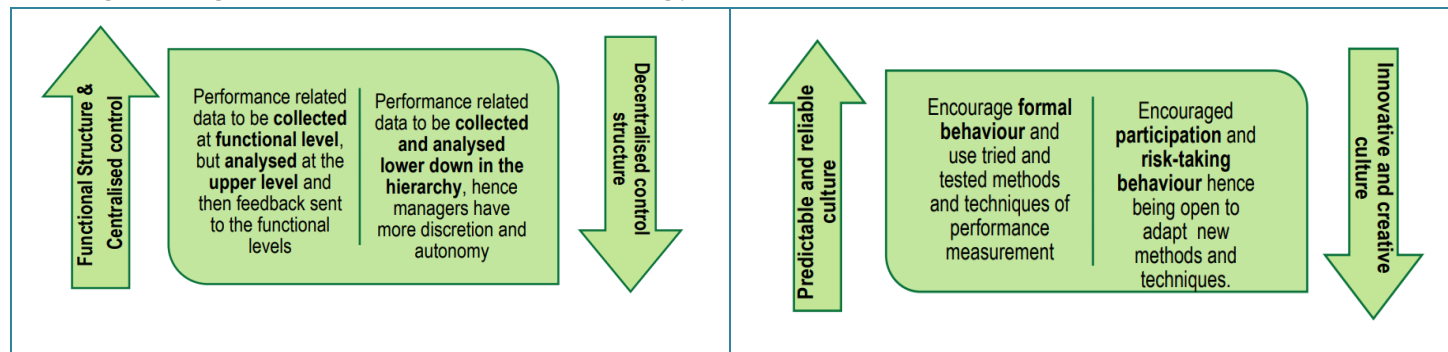 Functional Structure &
Centralised control
Performance related
data to be collected
at functional level,
but analysed at the
upper level and
then feedback sent
to the functional
levels
Performance related
data to be collected
and analysed
lower down in the
hierarchy, hence
managers have
more discretion and
autonomy
Decentralised control
structure
Predictable and reliable
culture
Encourage formal
behaviour and
use tried and
tested methods
and techniques of
performance
measurement
Encouraged
participation and
risk-taking
behaviour hence
being open to
adapt new
methods and
techniques.
Innovative and creative
culture